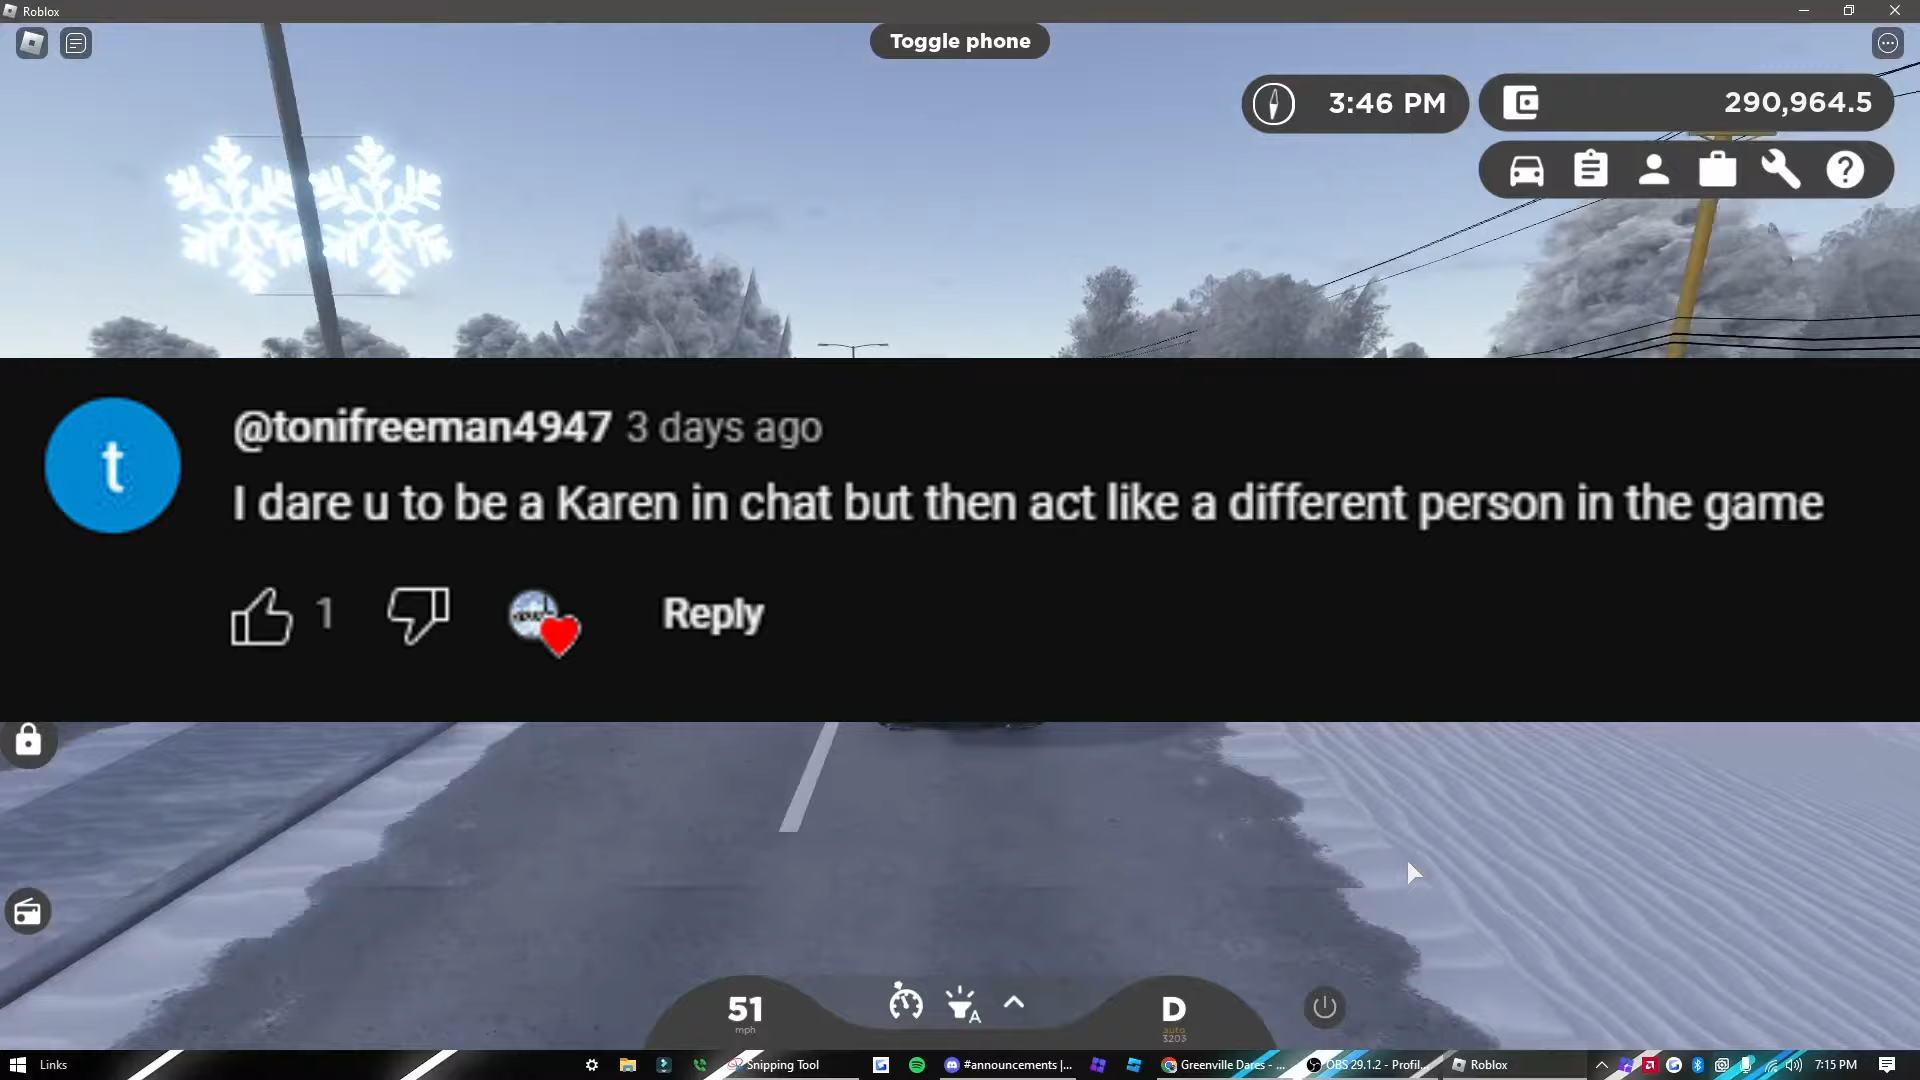 Roblox
Toggle phone
3:46 PM
290,964.5
t
@tonifreeman4947 3 days ago
I dare u to be a Karen in chat but then act like a different person in the game
1
Reply
51
mph
A
D
auto
3203
Links
Snipping Tool
#announcements |...
Greenville Dares - ...
OBS 29.1.2 - Profil...
Roblox
7:15 PM